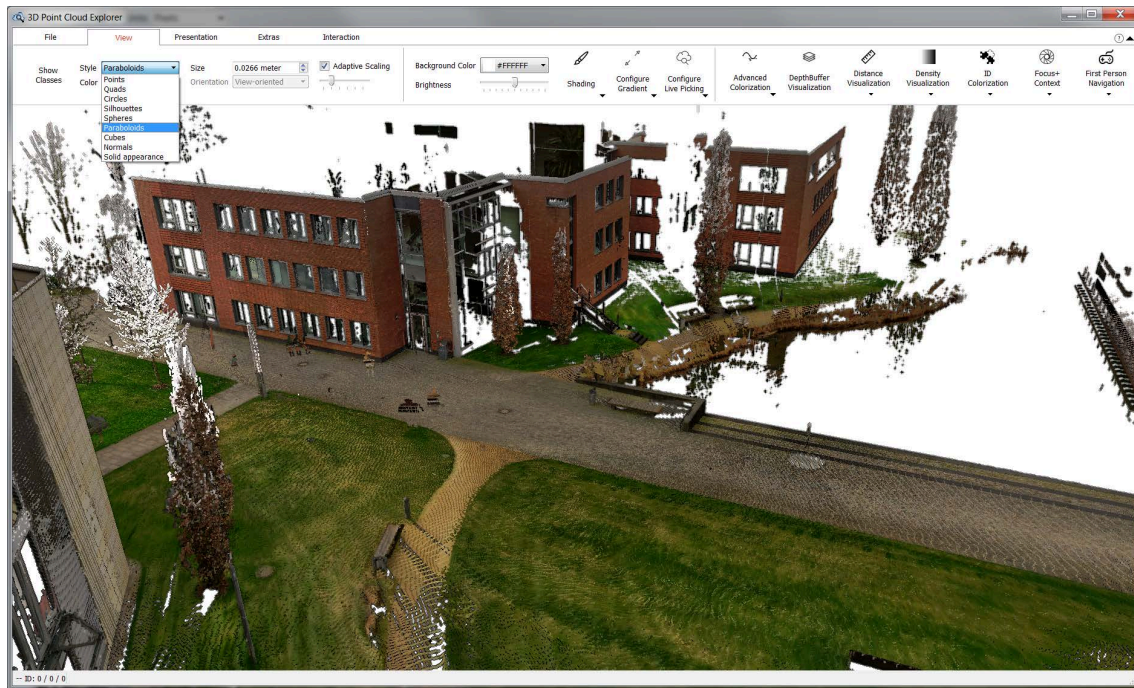 3D Point Cloud Explorer
File View Presentation Extras Interaction
Show Classes
Style Paraboloids
Color
Points
Quads
Circles
Silhouettes
Spheres
Paraboloids
Cubes
Normals
Solid appearance
Size 0.0266 meter
Orientation View-oriented
Adaptive Scaling
Background Color #FFFFFF
Brightness
Shading
Configure Gradient
Configure Live Picking
Advanced Colorization
DepthBuffer Visualization
Distance Visualization
Density Visualization
ID Colorization
Focus+ Context
First Person Navigation
-- ID: 0 / 0 / 0